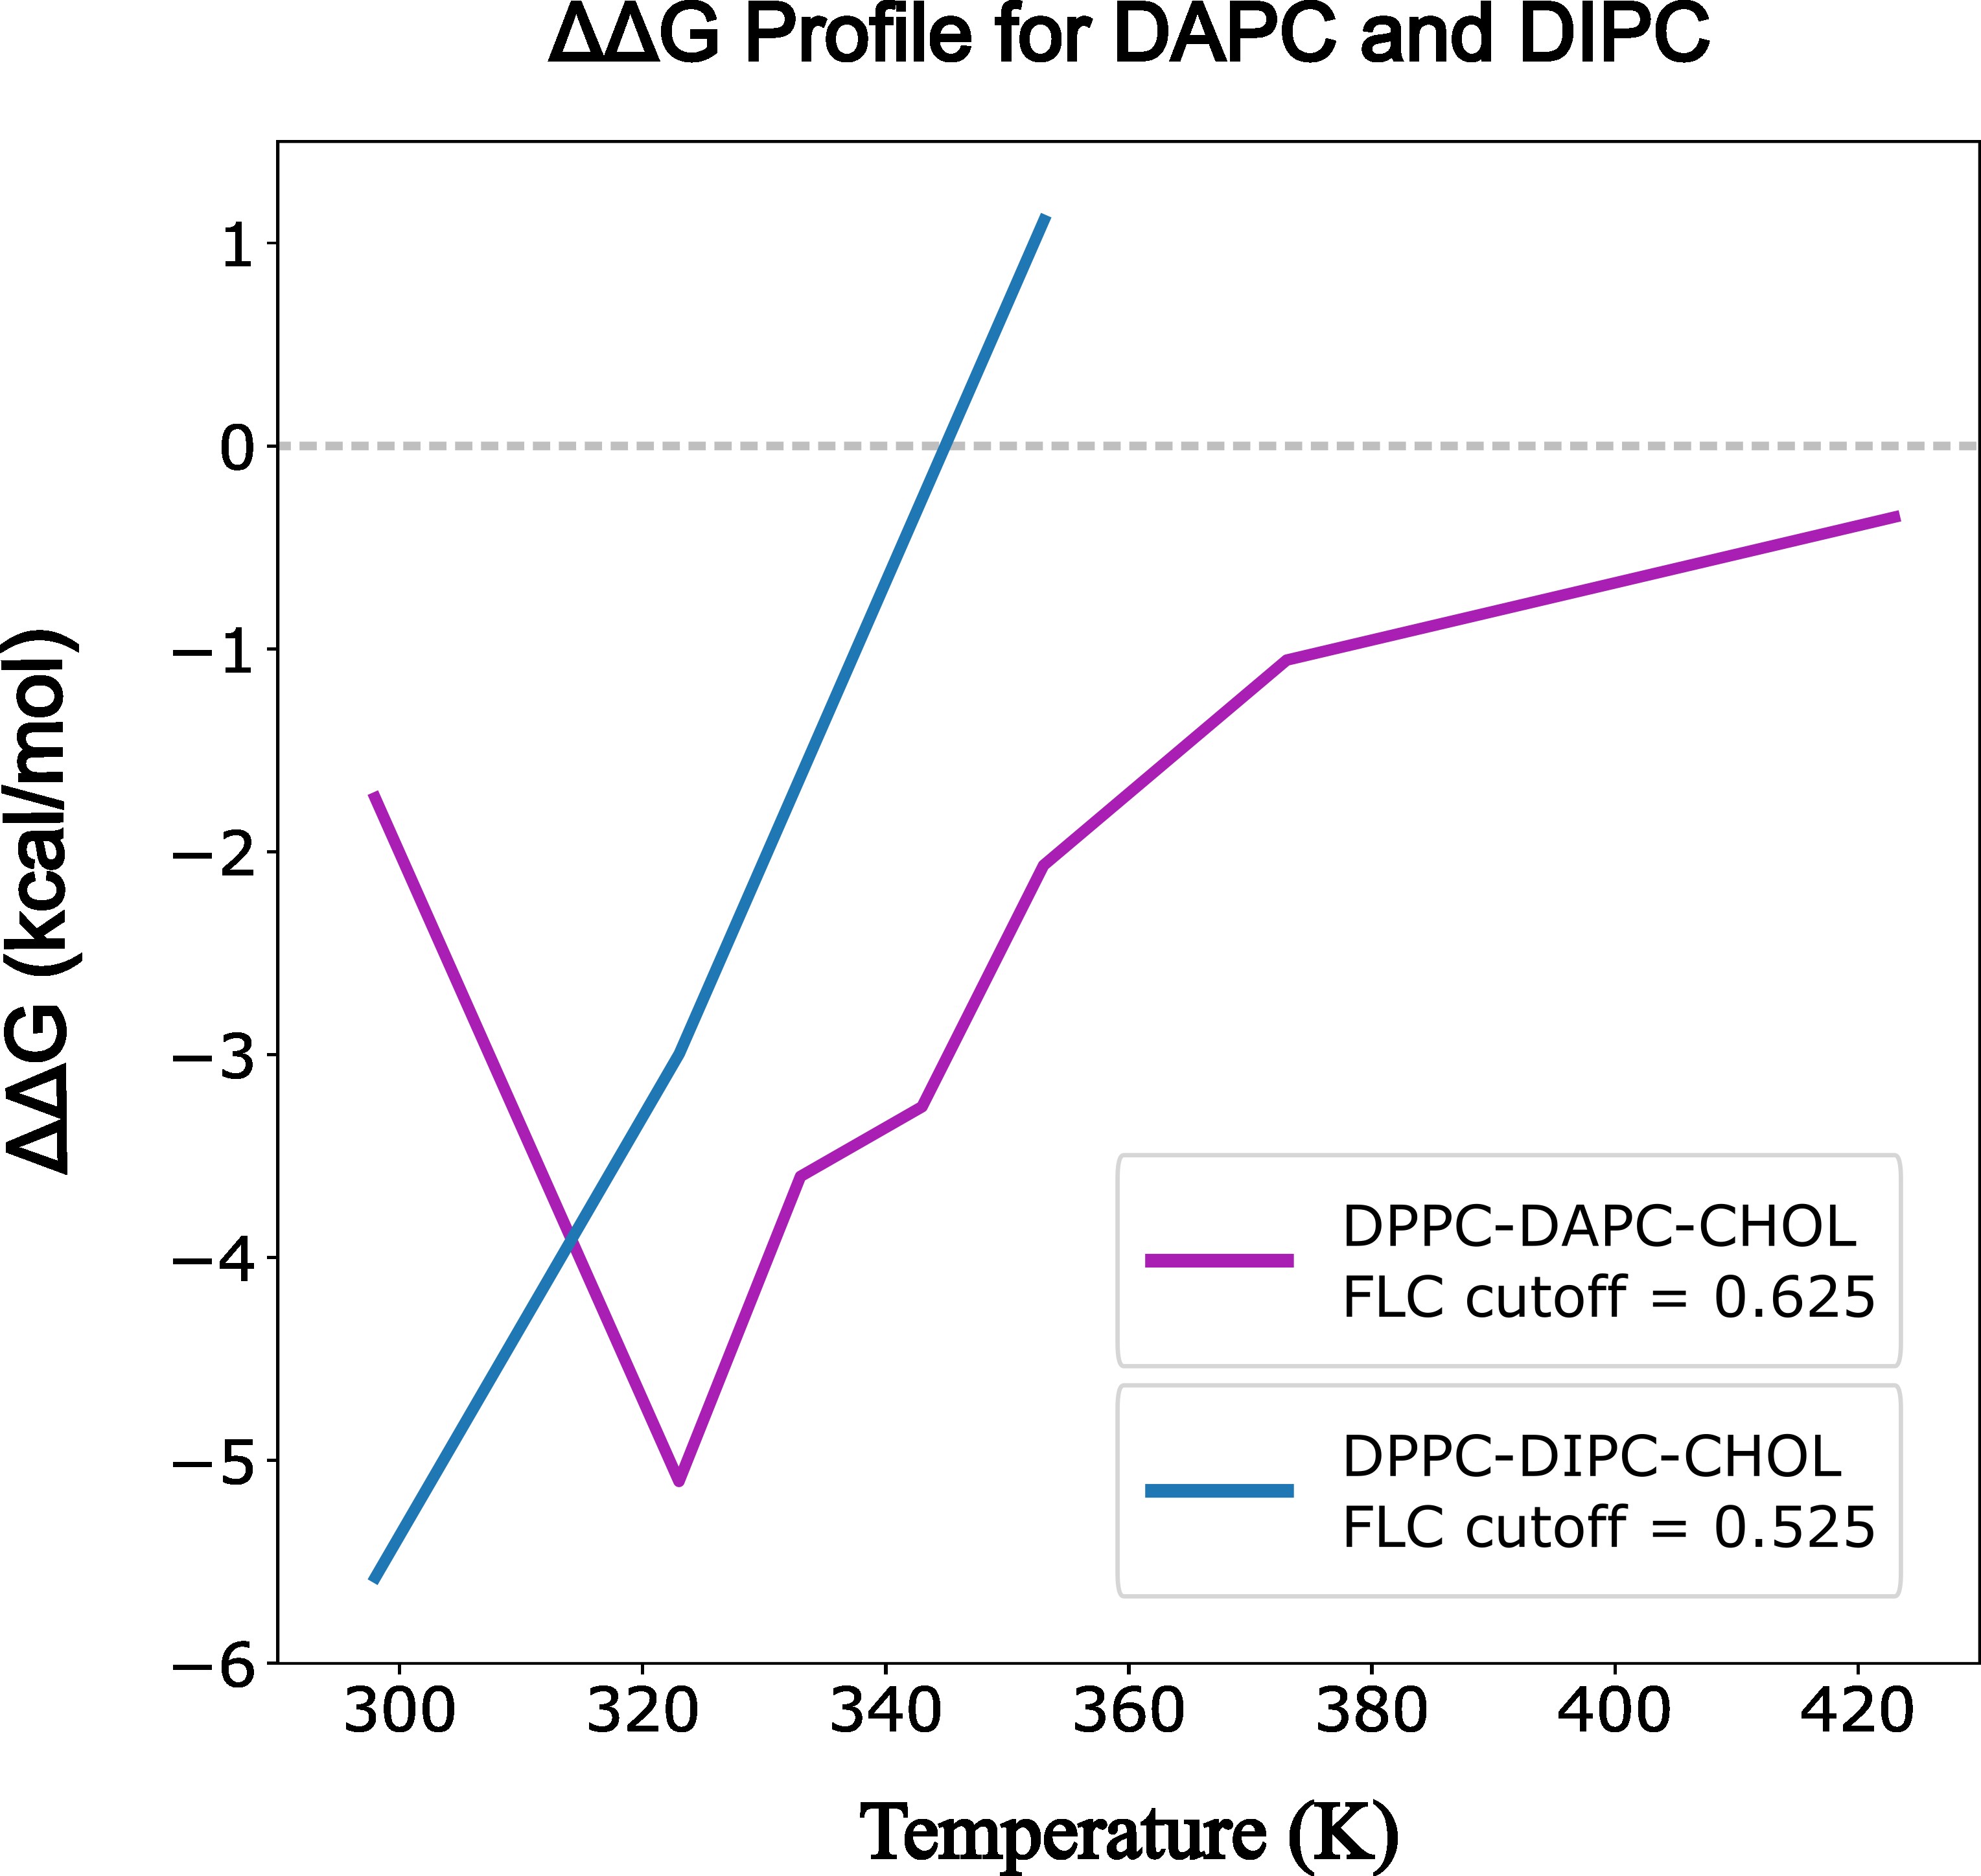 ΔΔG Profile for DAPC and DIPC
ΔΔG (kcal/mol)
1
0
−1
−2
−3
−4
−5
−6
DPPC-DAPC-CHOL
FLC cutoff = 0.625
DPPC-DIPC-CHOL
FLC cutoff = 0.525
300 320 340 360 380 400 420
Temperature (K)